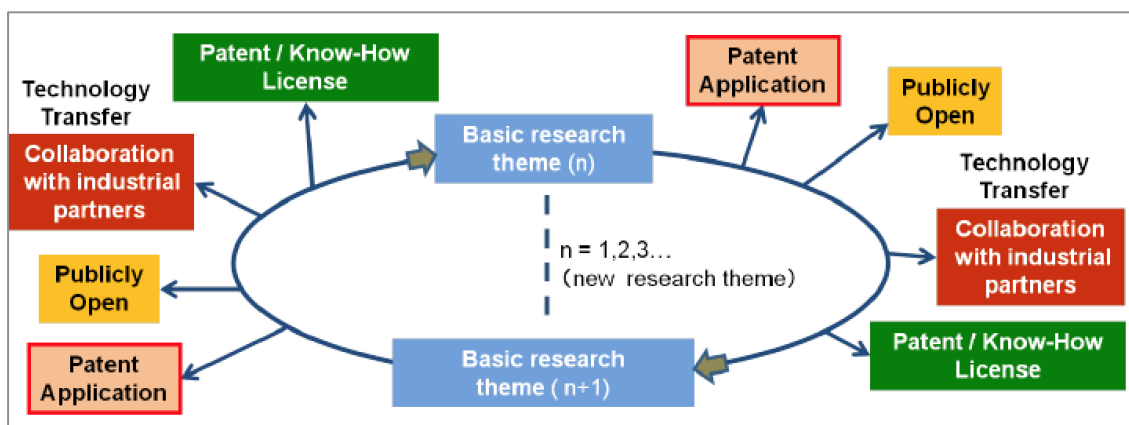 Patent / Know-How
License
Patent
Application
Publicly
Open
Technology
Transfer
Collaboration
with industrial
partners
Basic research
theme (n)
Technology
Transfer
Collaboration
with industrial
partners
n = 1,2,3...
(new research theme)
Publicly
Open
Patent / Know-How
License
Patent
Application
Basic research
theme ( n+1)